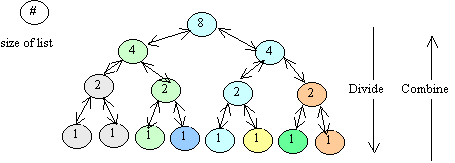 #
size of list
8
4 4
2 2 2 2
Divide Combine
1 1 1 1 1 1 1 1